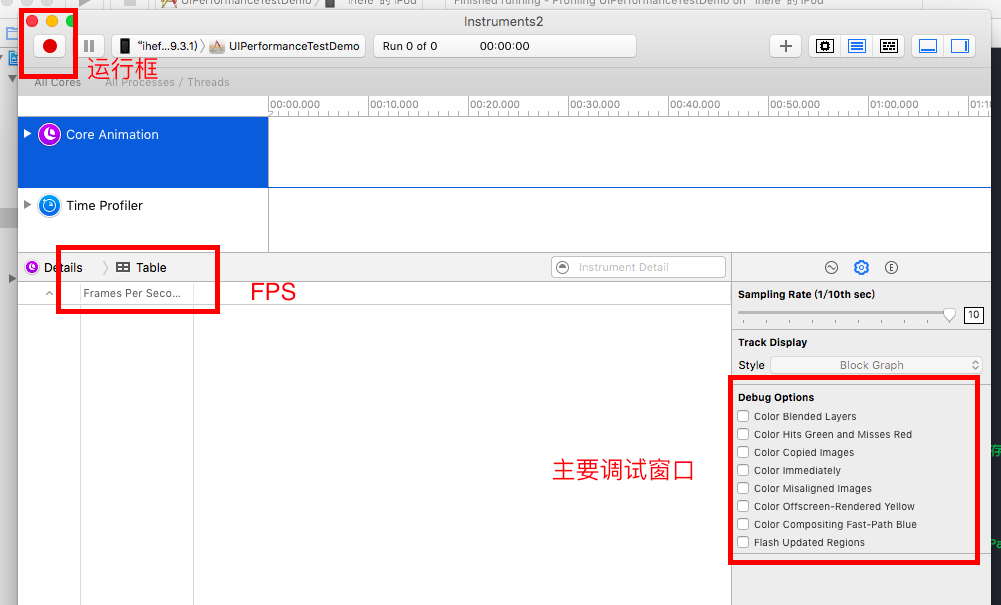 UIPerformanceTestDemo
Finished running - Profiling UIPerformanceTestDemo on "ihefe" 的 iPod
Instruments2
"ihef...9.3.1) UIPerformanceTestDemo
Run 0 of 0
00:00:00
运行框
All Cores
All Processes / Threads
00:00.000
00:10.000
00:20.000
00:30.000
00:40.000
00:50.000
01:00.000
Core Animation
Time Profiler
Details
Table
Instrument Detail
E
Frames Per Seco...
FPS
Sampling Rate (1/10th sec)
10
Track Display
Style
Block Graph
Debug Options
Color Blended Layers
Color Hits Green and Misses Red
Color Copied Images
Color Immediately
Color Misaligned Images
Color Offscreen-Rendered Yellow
Color Compositing Fast-Path Blue
Flash Updated Regions
主要调试窗口
存